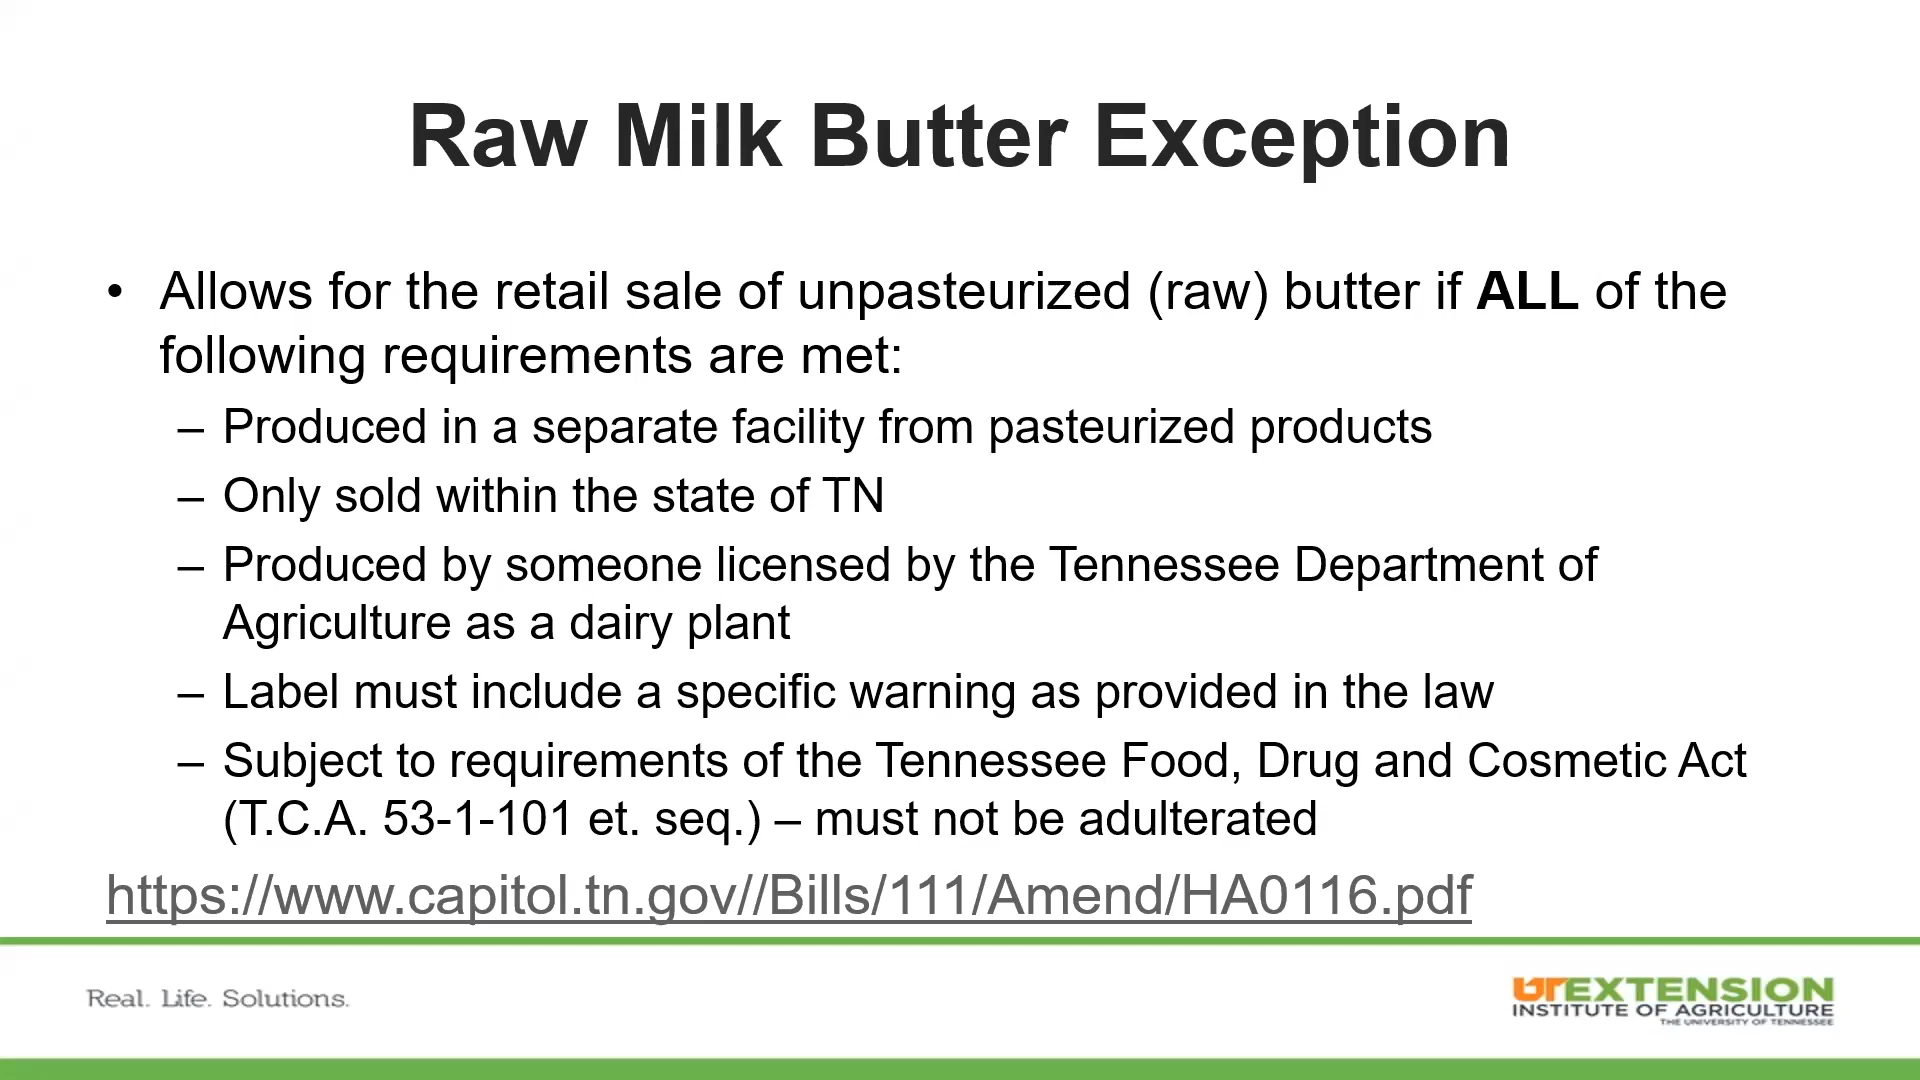 Raw Milk Butter Exception
• Allows for the retail sale of unpasteurized (raw) butter if ALL of the
following requirements are met:
– Produced in a separate facility from pasteurized products
– Only sold within the state of TN
– Produced by someone licensed by the Tennessee Department of
Agriculture as a dairy plant
– Label must include a specific warning as provided in the law
– Subject to requirements of the Tennessee Food, Drug and Cosmetic Act
(T.C.A. 53-1-101 et. seq.) – must not be adulterated
https://www.capitol.tn.gov//Bills/111/Amend/HA0116.pdf
Real. Life. Solutions.
UTEXTENSION
INSTITUTE OF AGRICULTURE
THE UNIVERSITY OF TENNESSEE